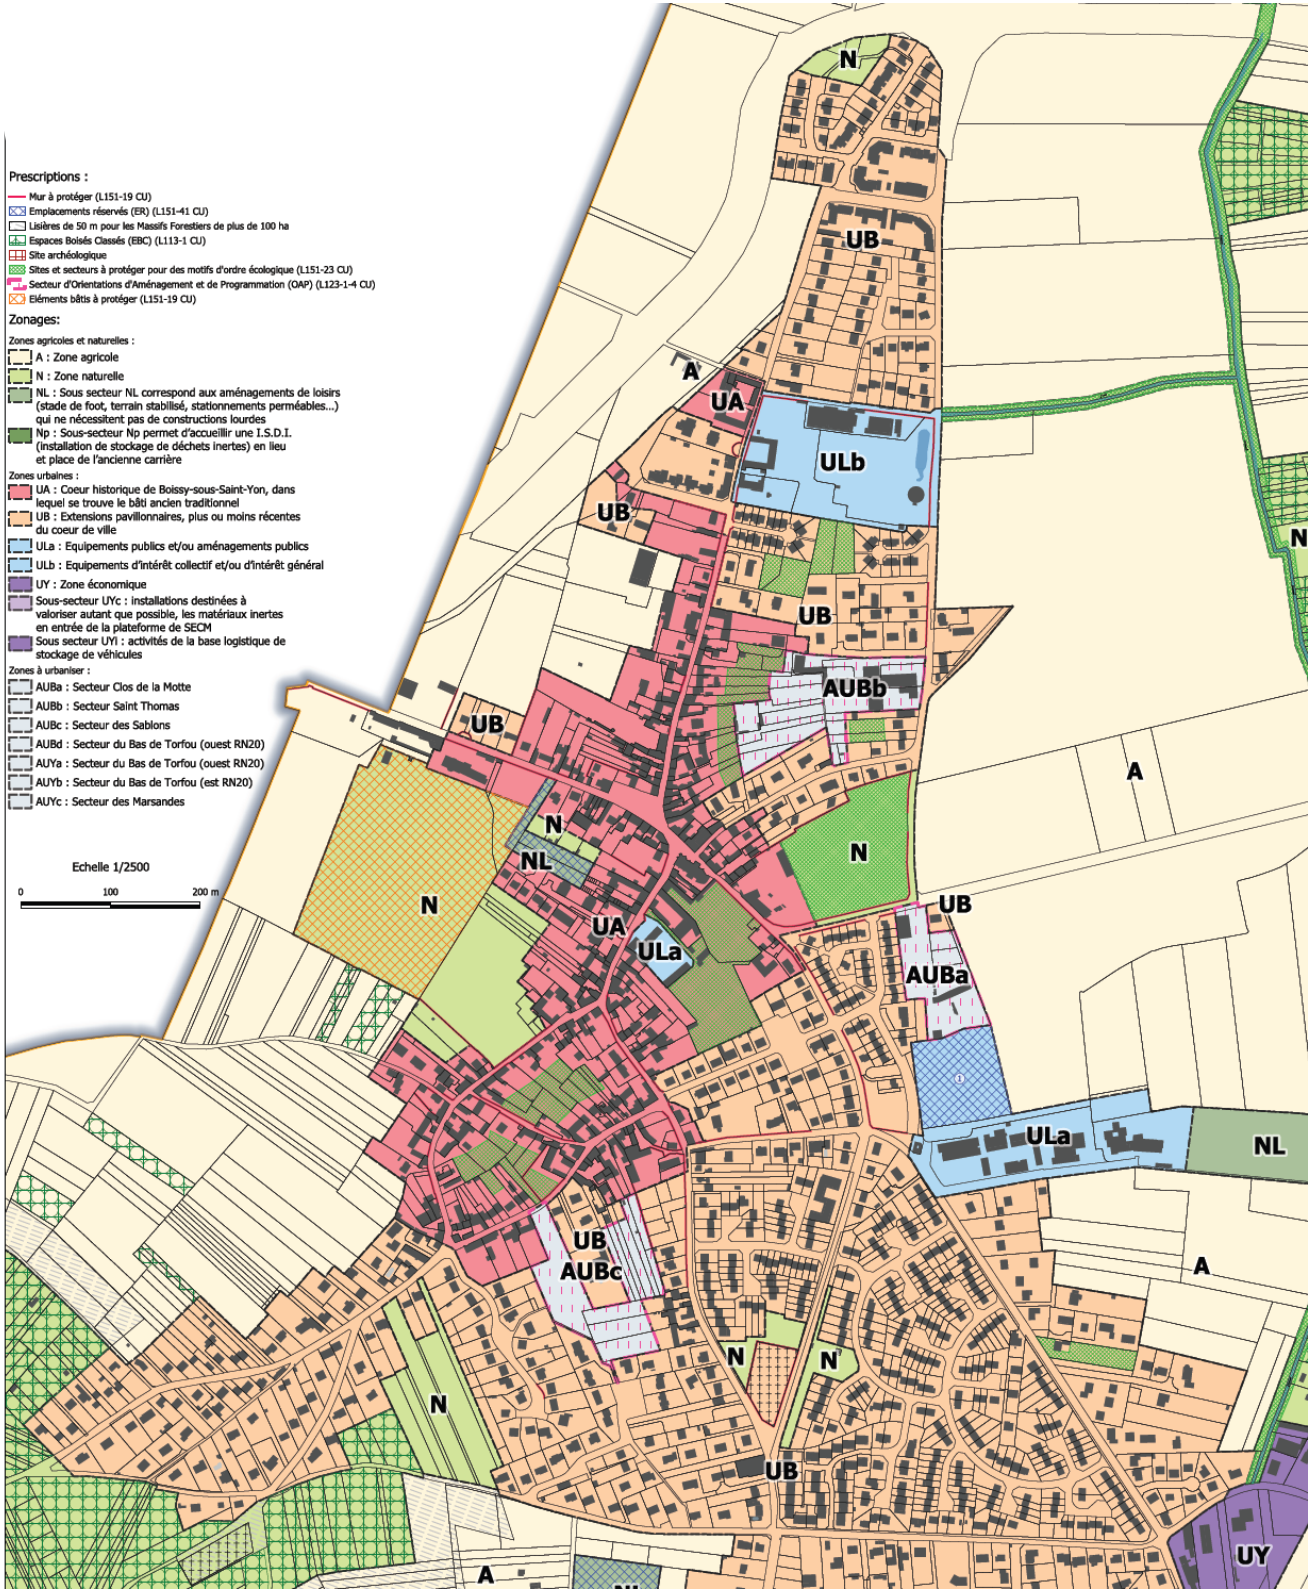 Prescriptions :
Mur à protéger (L151-19 CU)
Emplacements réservés (ER) (L151-41 CU)
Lisières de 50 m pour les Massifs Forestiers de plus de 100 ha
Espaces Boisés Classés (EBC) (L113-1 CU)
Site archéologique
Sites et secteurs à protéger pour des motifs d'ordre écologique (L151-23 CU)
Secteur d'Orientations d'Aménagement et de Programmation (OAP) (L123-1-4 CU)
Eléments bâtis à protéger (L151-19 CU)
Zonages:
Zones agricoles et naturelles :
A : Zone agricole
N : Zone naturelle
NL : Sous secteur NL correspond aux aménagements de loisirs
(stade de foot, terrain stabilisé, stationnements perméables...)
qui ne nécessitent pas de constructions lourdes
Np : Sous-secteur Np permet d'accueillir une I.S.D.I.
(installation de stockage de déchets inertes) en lieu
et place de l'ancienne carrière
Zones urbaines :
UA : Coeur historique de Boissy-sous-Saint-Yon, dans
lequel se trouve le bâti ancien traditionnel
UB : Extensions pavillonnaires, plus ou moins récentes
du coeur de ville
ULa : Equipements publics et/ou aménagements publics
ULb : Equipements d'intérêt collectif et/ou d'intérêt général
UY : Zone économique
Sous-secteur UYc : installations destinées à
valoriser autant que possible, les matériaux inertes
en entrée de la plateforme de SECM
Sous secteur UYl : activités de la base logistique de
stockage de véhicules
Zones à urbaniser :
AUBa : Secteur Clos de la Motte
AUBb : Secteur Saint Thomas
AUBc : Secteur des Sablons
AUBd : Secteur du Bas de Torfou (ouest RN20)
AUYa : Secteur du Bas de Torfou (ouest RN20)
AUYb : Secteur du Bas de Torfou (est RN20)
AUYc : Secteur des Marsandes
Echelle 1/2500
0 100 200 m
N
UB
A
UA
ULb
UB
N
UB
AUBb
UB
A
N
NL
N
N
UB
UA
ULa
AUBa
1
ULa
NL
UB
AUBc
A
N
N
N
UB
UY
A
NL